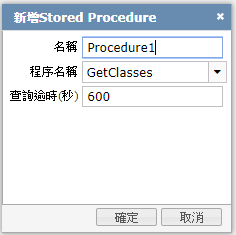 新增Stored Procedure
名稱 Procedure1
程序名稱 GetClasses
查詢逾時(秒) 600
確定 取消